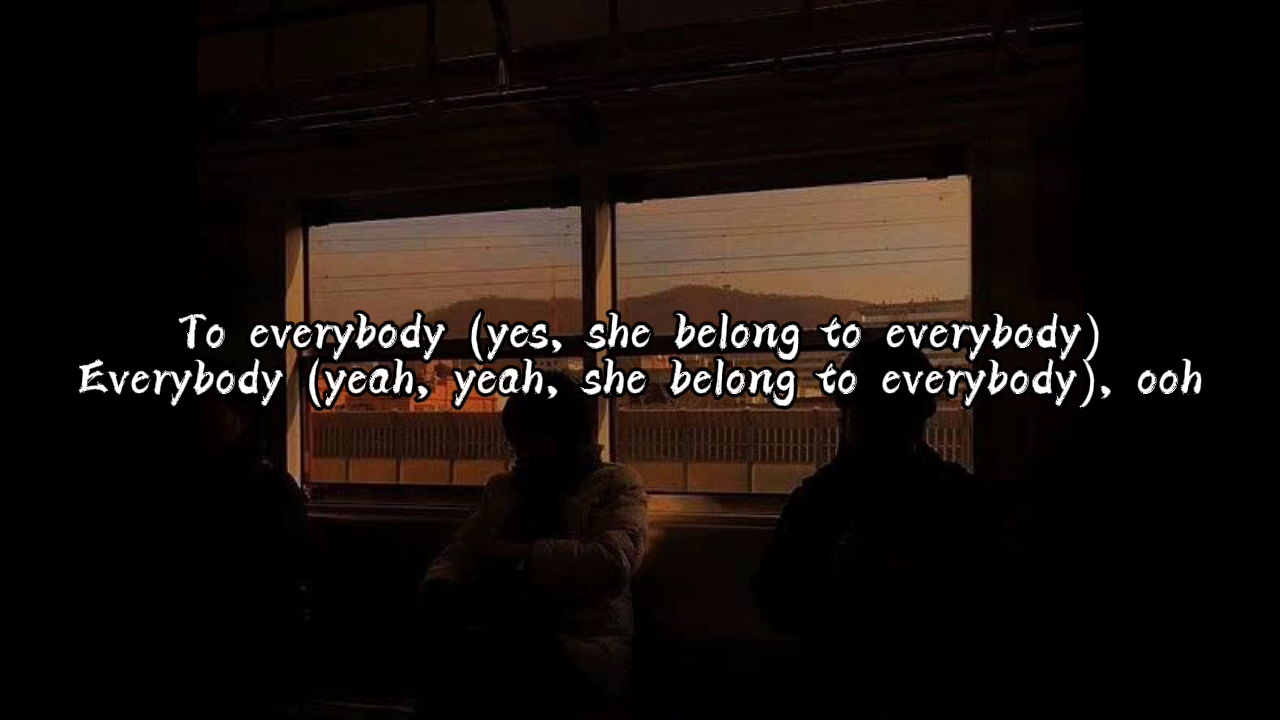 To everybody (yes, she belong to everybody)
Everybody (yeah, yeah, she belong to everybody), ooh